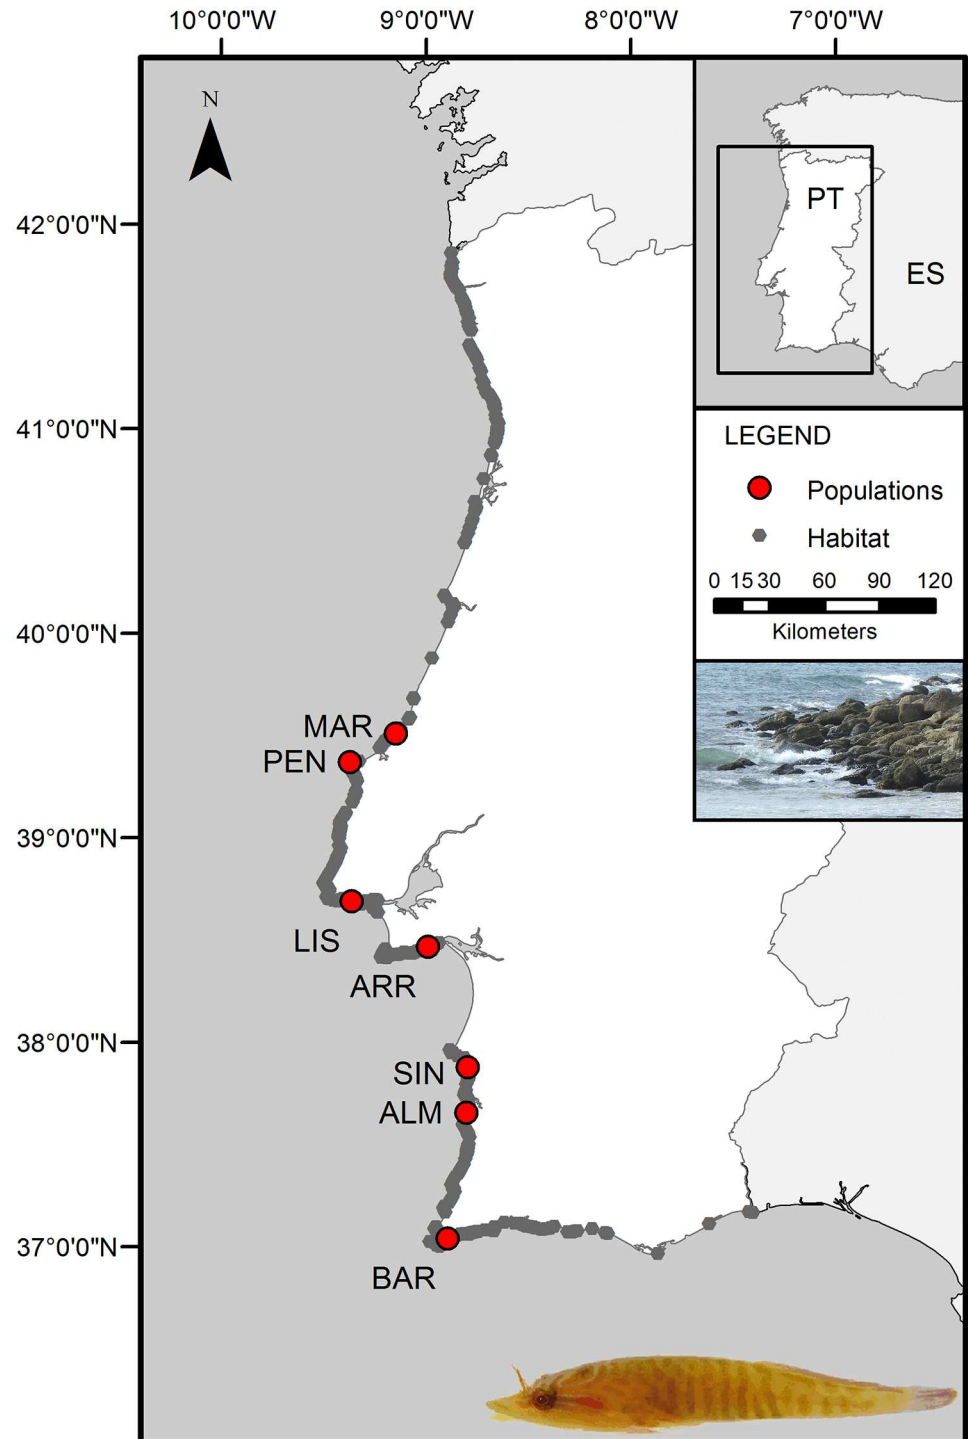 10°0'0"W 9°0'0"W 8°0'0"W 7°0'0"W
N
PT
42°0'0"N
ES
41°0'0"N
LEGEND
Populations
Habitat
0 15 30 60 90 120
Kilometers
40°0'0"N
MAR
PEN
39°0'0"N
LIS
ARR
38°0'0"N
SIN
ALM
37°0'0"N
BAR